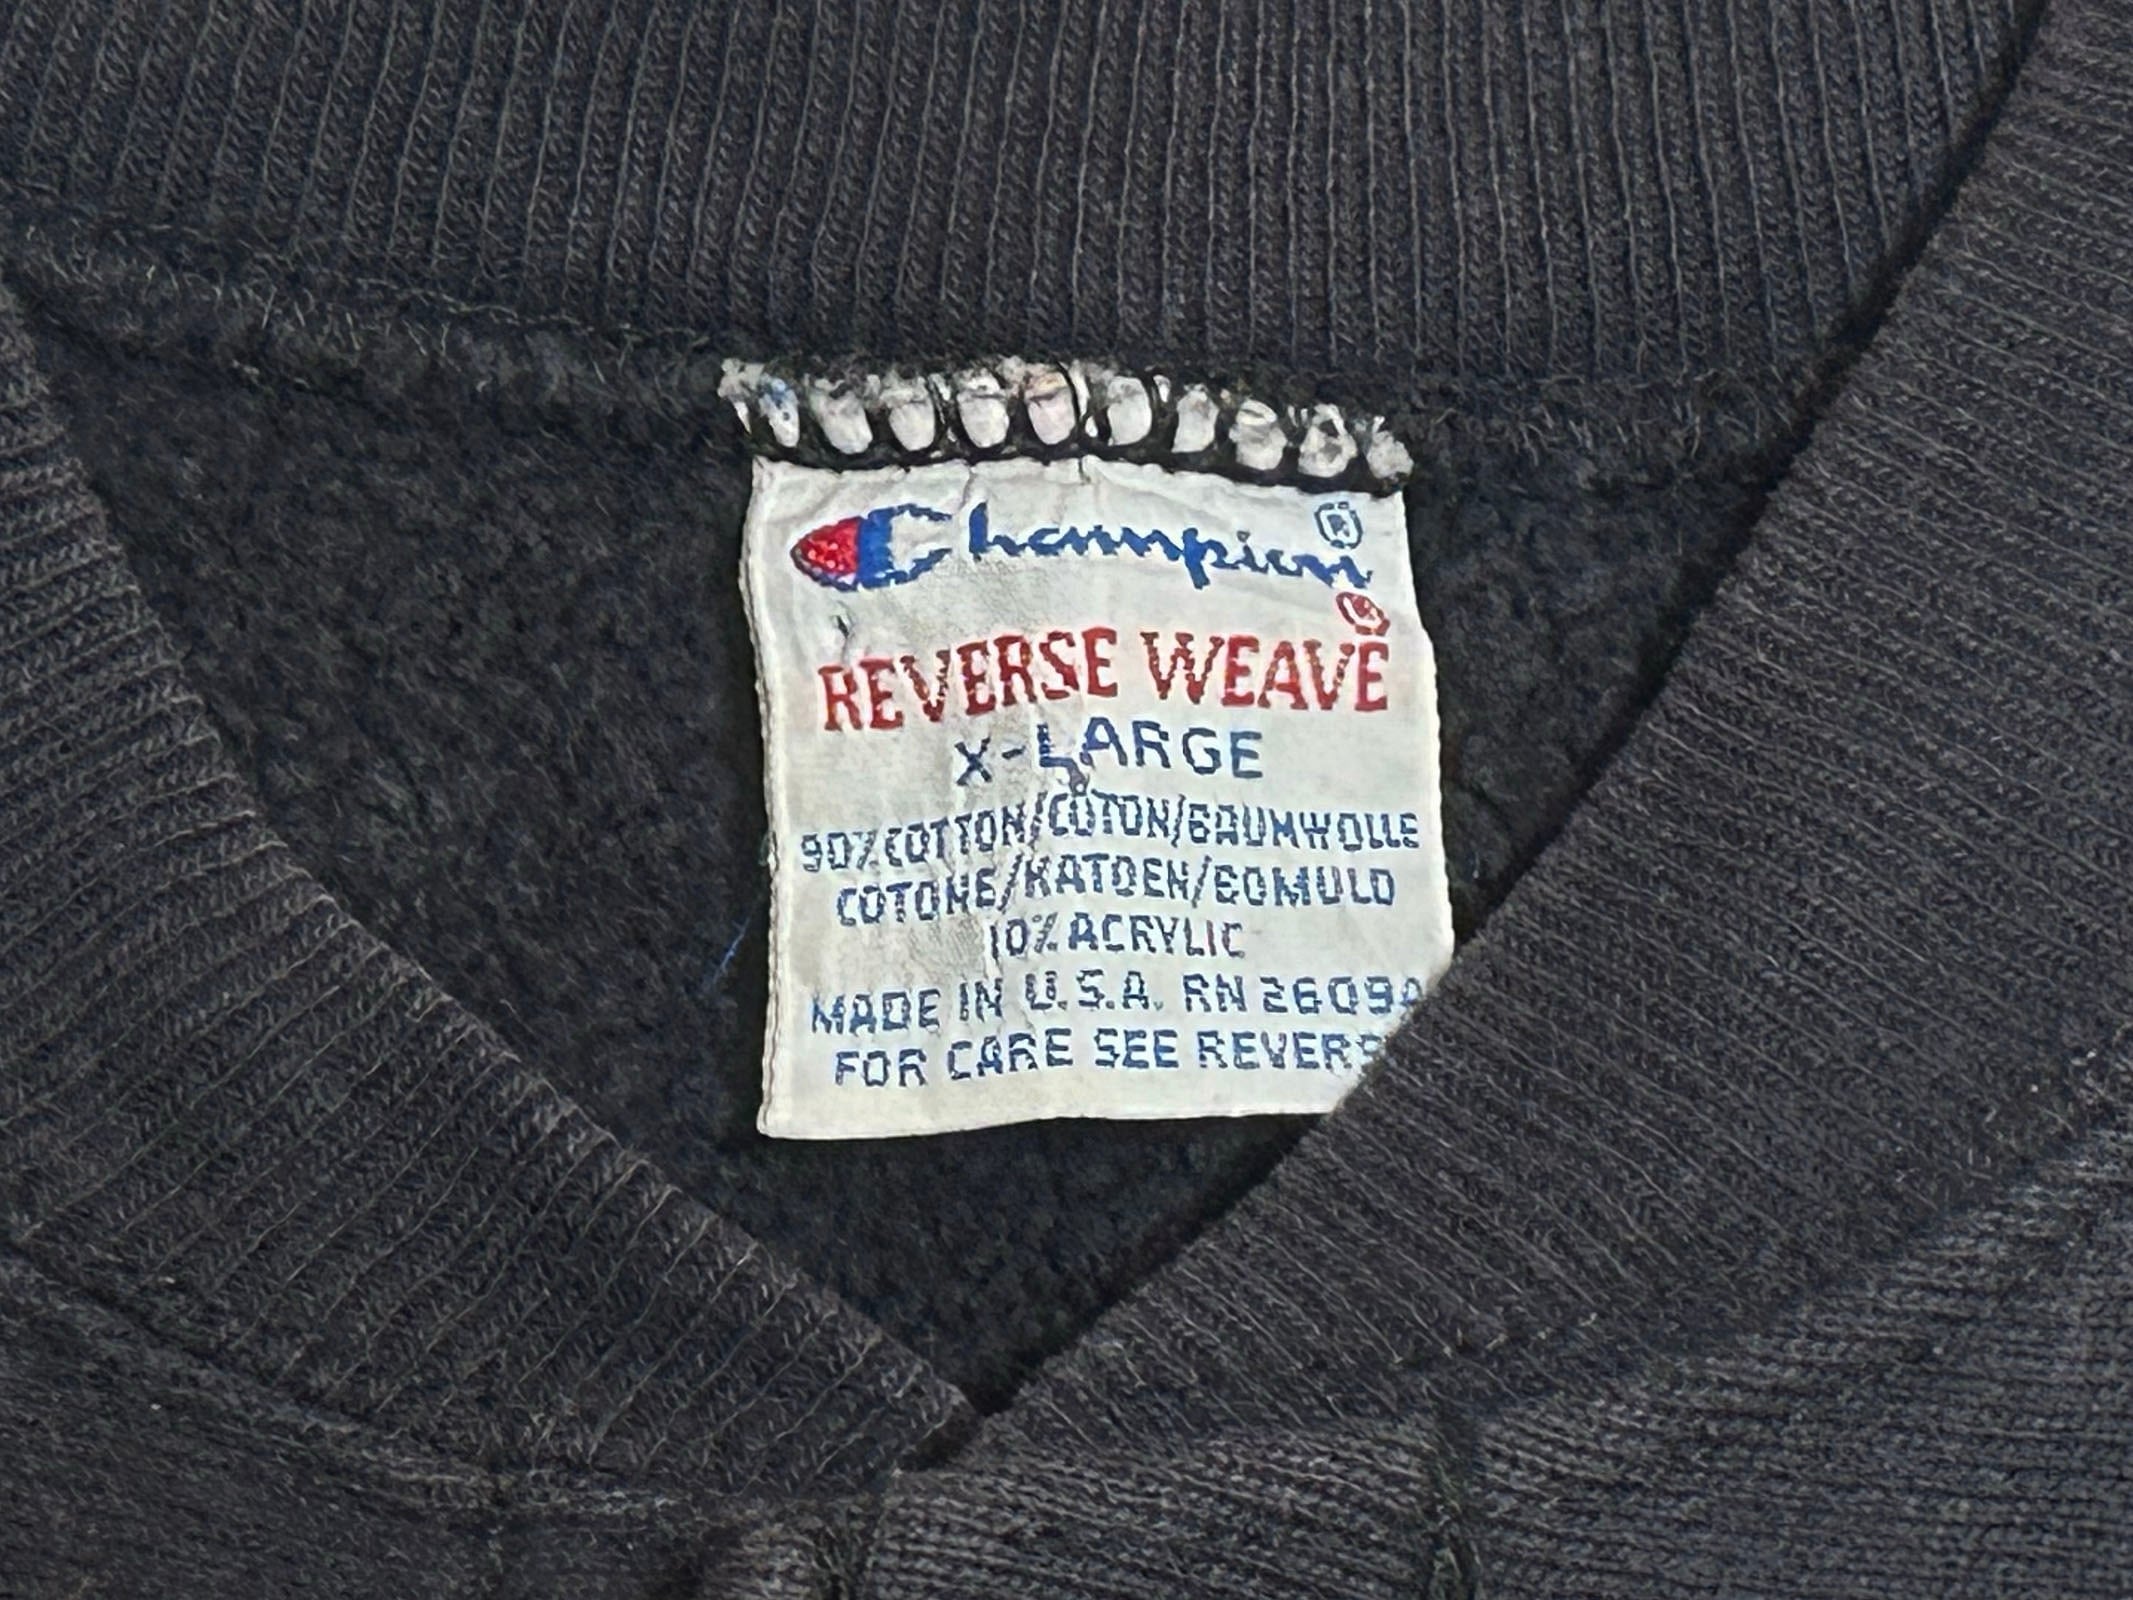 Champion®
REVERSE WEAVE®
X-LARGE
90% COTTON/COTON/BAUMWOLLE
COTONE/KATOEN/BOMULD
10% ACRYLIC
MADE IN U.S.A. RN 26094
FOR CARE SEE REVERS